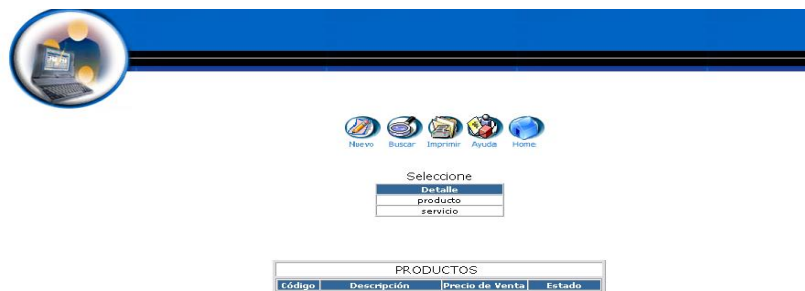 Nuevo Buscar Imprimir Ayuda Home
Seleccione
Detalle
producto
servicio
PRODUCTOS
Código Descripción Precio de Venta Estado